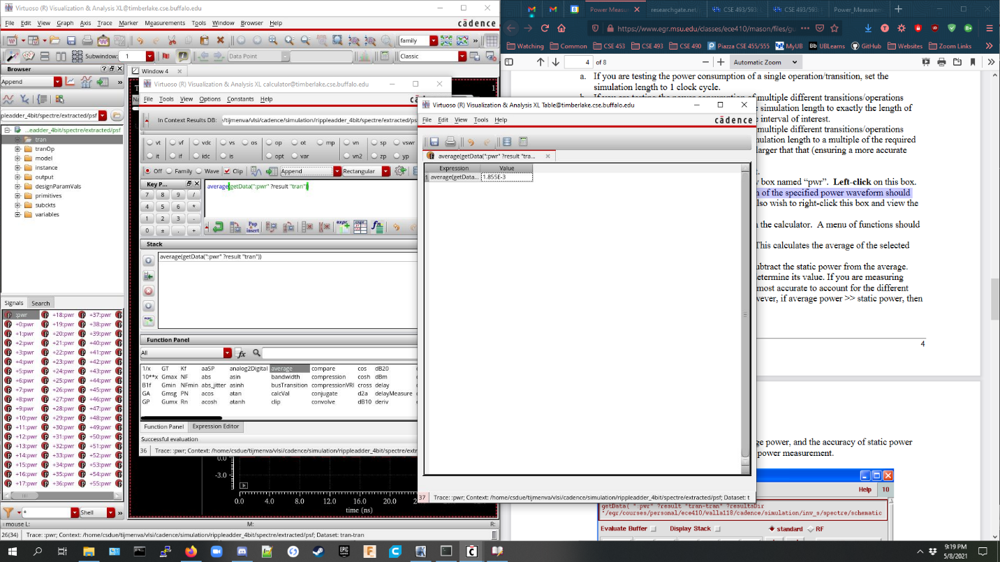 Virtuoso (R) Visualization & Analysis XL@timberlake.cse.buffalo.edu
File Edit View Graph Axis Trace Marker Measurements Tools Window Browser Help
cādence
family
Subwindow: 1
Data Point
Classic
Browser
Append
Window 4
pleadder_4bit/spectre/extracted/psf
...eadder_4bit/spectre/extracted/psf
tran
tranOp
model
instance
output
designParamVals
primitives
subckts
variables
Signals Search
:pwr +18:pwr +37:pwr
+0:pwr +19:pwr +38:pwr
+1:pwr +20:pwr +39:pwr
+2:pwr +21:pwr +40:pwr
+3:pwr +22:pwr +41:pwr
+4:pwr +23:pwr +42:pwr
+5:pwr +24:pwr +43:pwr
+6:pwr +25:pwr +44:pwr
+7:pwr +26:pwr +45:pwr
+8:pwr +27:pwr +46:pwr
+9:pwr +28:pwr +47:pwr
+10:pwr +29:pwr +48:pwr
+11:pwr +30:pwr +49:pwr
+12:pwr +31:pwr +50:pwr
+13:pwr +32:pwr +51:pwr
+14:pwr +33:pwr +52:pwr
+15:pwr +34:pwr +53:pwr
+16:pwr +35:pwr +54:pwr
+17:pwr +36:pwr +55:pwr
* Shell
mouse L: M: R:
26(34) Trace: :pwr; Context: /home/csdue/tijmenva/vlsi/cadence/simulation/rippleadder_4bit/spectre/extracted/psf; Dataset: tran-tran
Virtuoso (R) Visualization & Analysis XL calculator@timberlake.cse.buffalo.edu
File Tools View Options Constants Help
In Context Results DB: e/tijmenva/vlsi/cadence/simulation/rippleadder_4bit/spectre/extracted/psf
vt vf vdc vs os op ot mp vn sp vswr
it if idc is opt var vn2 zp yp
Off Family Wave Clip Append Rectangular
Key P...
7 8 9 /
4 5 6 *
1 2 3 -
0 ± . +
average(getData(":pwr" ?result "tran"))
Pop & insert
Stack
average(getData(":pwr" ?result "tran"))
Function Panel
All
1/x GT Kf aaSP analog2Digital average compare cos dB20
10**x Gmax NF abs asin bandwidth compression cosh dBm
B1f Gmin NFmin abs_jitter asinh busTransition compressionVRI cross delay
GA Gmsg PN acos atan calcVal conjugate d2a delayMeasure
GP Gumx Rn acosh atanh clip convolve dB10 deriv
Function Panel Expression Editor
Successful evaluation
36 Trace: :pwr; Context: /home/csdue/tijmenva/vlsi/cadence/simulation/rippleadder_4bit/spectre/extr
0.0
-3.0
0.0 4.0 8.0 12.0 16.0 20.0
time (ns)
Virtuoso (R) Visualization & Analysis XL Table@timberlake.cse.buffalo.edu
File Edit View Tools Help
cādence
average(getData(":pwr" ?result "tra...
Expression Value
1 average(getData... 1.855E-3
37 Trace: :pwr; Context: /home/csdue/tijmenva/vlsi/cadence/simulation/rippleadder_4bit/spectre/extracted/psf; Dataset: t
Power Measur researchgate.net/ CSE 493/593 CSE 493/593 Power_Measurem
https://www.egr.msu.edu/classes/ece410/mason/files/gu
Watching Common CSE 453 CSE 493 CSE 490 Piazza CSE 455/555 MyUB UBLearns GitHub Websites Zoom Links
4 of 8
Automatic Zoom
a. If you are testing the power consumption of a single operation/transition, set the
simulation length to 1 clock cycle.
b. If you are testing the power consumption of multiple different transitions/operations
simulation length to exactly the length of
interval of interest.
multiple different transitions/operations
mulation length to a multiple of the required
larger that that (ensuring a more accurate
box named “pwr”. Left-click on this box.
n of the specified power waveform should
lso wish to right-click this box and view the
the calculator. A menu of functions should
This calculates the average of the selected
ubtract the static power from the average.
etermine its value. If you are measuring
most accurate to account for the different
vever, if average power >> static power, then
4
ge power, and the accuracy of static power
power measurement.
Help 10
getData( ":pwr" ?result "tran-tran" ?resultsDir
"/egr/courses/personal/ece410/walla118/cadence/simulation/inv_s/spectre/schematic
Evaluate Buffer Display Stack standard RF
9:19 PM
5/8/2021